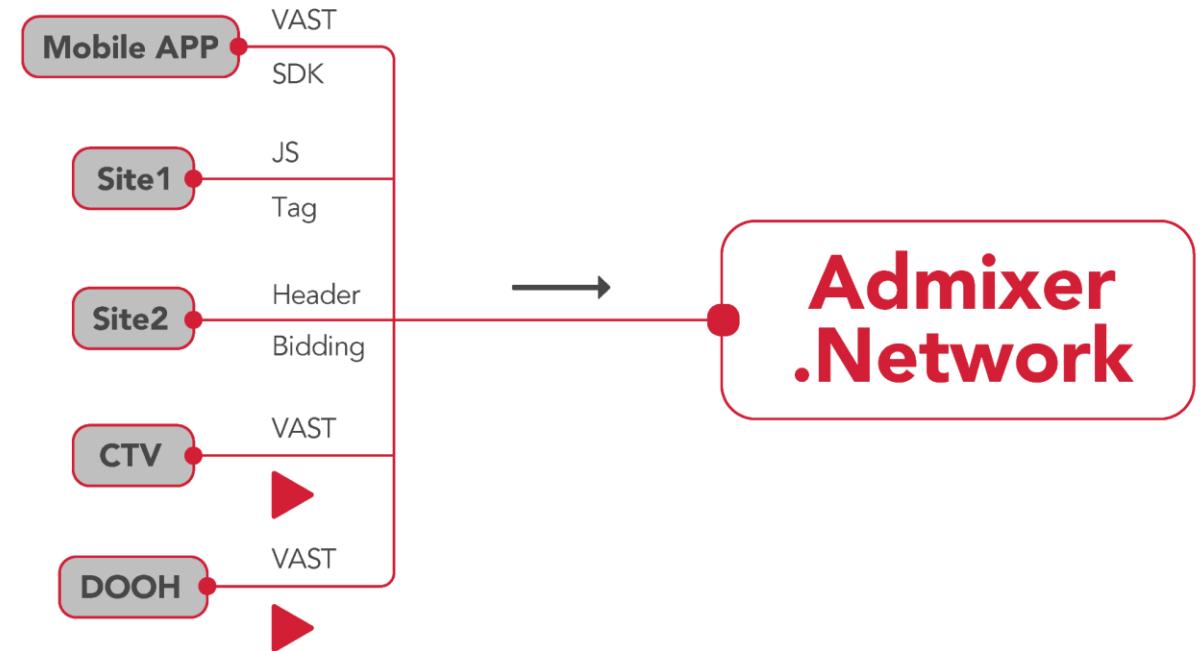 VAST
Mobile APP
SDK
JS
Site1
Tag
Header
Site2
Bidding
VAST
CTV
VAST
DOOH
Admixer
.Network